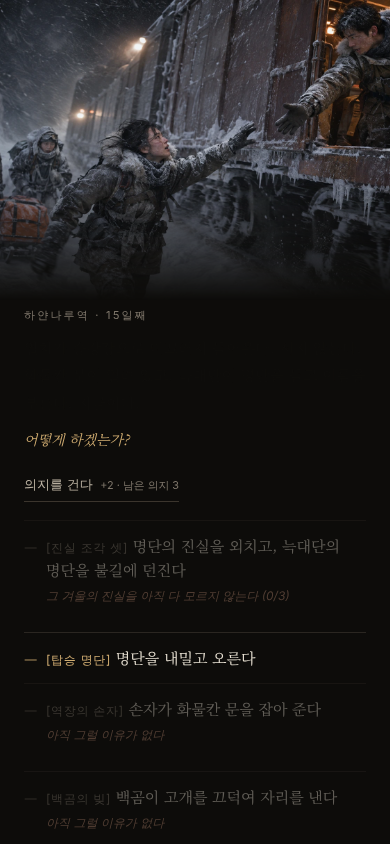 하얀나루역 · 15일째
어떻게 하겠는가?
의지를 건다 +2 · 남은 의지 3
— [진실 조각 셋] 명단의 진실을 외치고, 늑대단의
명단을 불길에 던진다
그 겨울의 진실을 아직 다 모르지 않는다 (0/3)
— [탑승 명단] 명단을 내밀고 오른다
— [역장의 손자] 손자가 화물칸 문을 잡아 준다
아직 그럴 이유가 없다
— [백곰의 빚] 백곰이 고개를 끄덕여 자리를 낸다
아직 그럴 이유가 없다